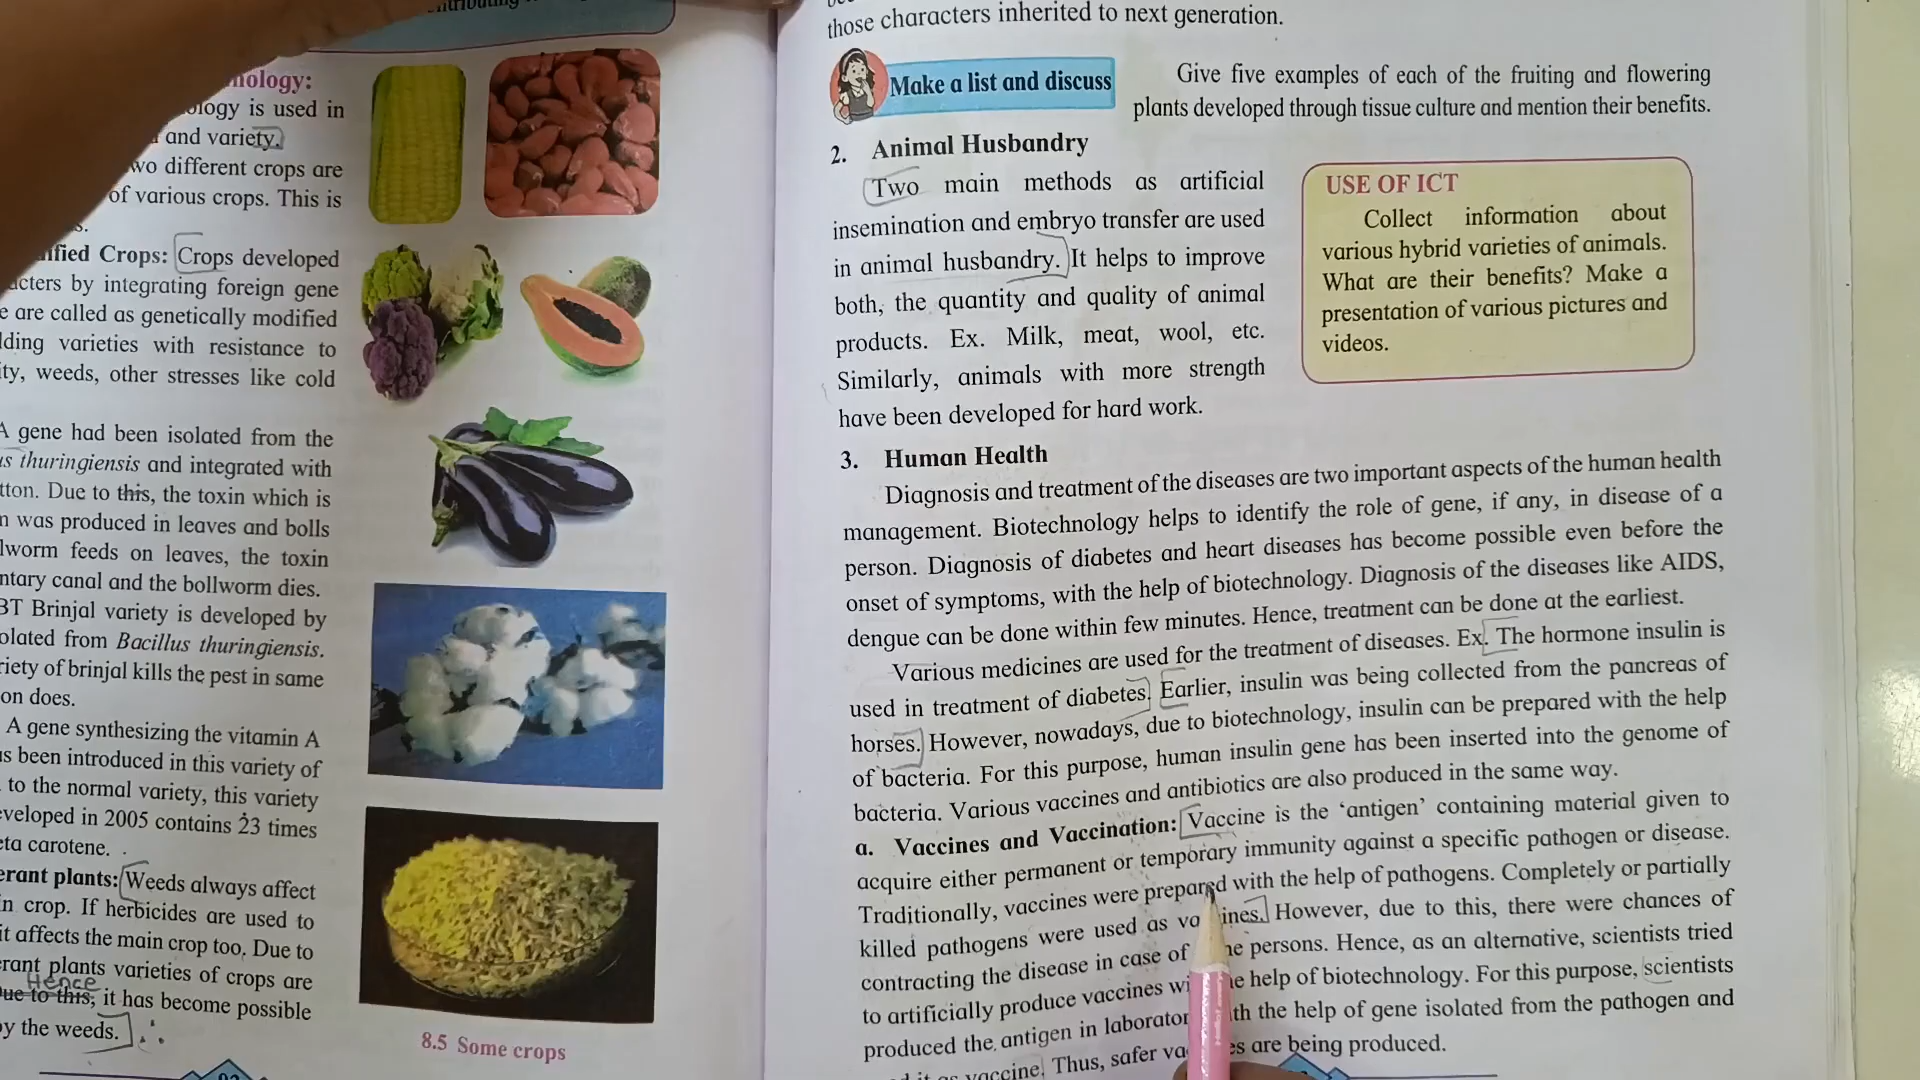 nology:
ology is used in
and variety.
wo different crops are
of various crops. This is
s.
ified Crops: Crops developed
acters by integrating foreign gene
e are called as genetically modified
lding varieties with resistance to
ity, weeds, other stresses like cold
A gene had been isolated from the
us thuringiensis and integrated with
tton. Due to this, the toxin which is
n was produced in leaves and bolls
lworm feeds on leaves, the toxin
ntary canal and the bollworm dies.
BT Brinjal variety is developed by
olated from Bacillus thuringiensis.
riety of brinjal kills the pest in same
on does.
A gene synthesizing the vitamin A
as been introduced in this variety of
to the normal variety, this variety
eveloped in 2005 contains 23 times
eta carotene.
erant plants: Weeds always affect
in crop. If herbicides are used to
it affects the main crop too. Due to
erant plants varieties of crops are
Hence
ue to this, it has become possible
by the weeds.
8.5 Some crops
those characters inherited to next generation.
Make a list and discuss
Give five examples of each of the fruiting and flowering
plants developed through tissue culture and mention their benefits.
2. Animal Husbandry
Two main methods as artificial
insemination and embryo transfer are used
in animal husbandry. It helps to improve
both, the quantity and quality of animal
products. Ex. Milk, meat, wool, etc.
Similarly, animals with more strength
have been developed for hard work.
USE OF ICT
Collect information about
various hybrid varieties of animals.
What are their benefits? Make a
presentation of various pictures and
videos.
3. Human Health
Diagnosis and treatment of the diseases are two important aspects of the human health
management. Biotechnology helps to identify the role of gene, if any, in disease of a
person. Diagnosis of diabetes and heart diseases has become possible even before the
onset of symptoms, with the help of biotechnology. Diagnosis of the diseases like AIDS,
dengue can be done within few minutes. Hence, treatment can be done at the earliest.
Various medicines are used for the treatment of diseases. Ex. The hormone insulin is
used in treatment of diabetes. Earlier, insulin was being collected from the pancreas of
horses. However, nowadays, due to biotechnology, insulin can be prepared with the help
of bacteria. For this purpose, human insulin gene has been inserted into the genome of
bacteria. Various vaccines and antibiotics are also produced in the same way.
a. Vaccines and Vaccination: Vaccine is the ‘antigen’ containing material given to
acquire either permanent or temporary immunity against a specific pathogen or disease.
Traditionally, vaccines were prepared with the help of pathogens. Completely or partially
killed pathogens were used as va ines. However, due to this, there were chances of
contracting the disease in case of persons. Hence, as an alternative, scientists tried
to artificially produce vaccines help of biotechnology. For this purpose, scientists
produced the antigen in the help of gene isolated from the pathogen and
it as vaccine. Thus, safer are being produced.